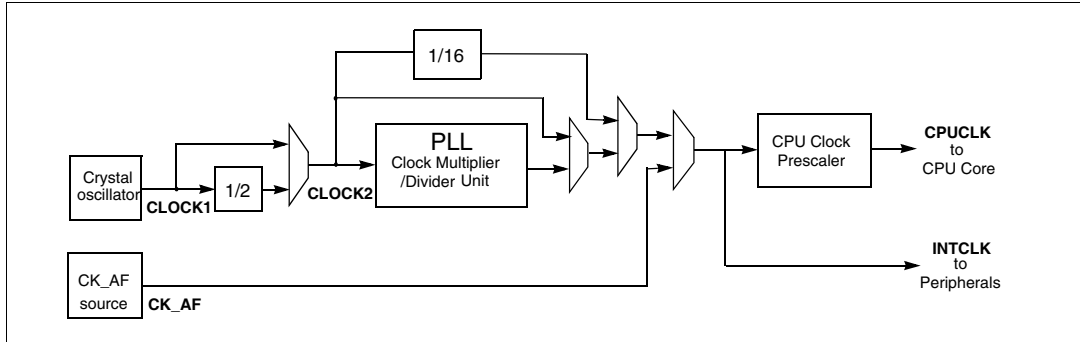 1/16
PLL
Clock Multiplier
/Divider Unit
Crystal
oscillator
CLOCK1
1/2
CLOCK2
CPU Clock
Prescaler
CPUCLK
to
CPU Core
INTCLK
to
Peripherals
CK_AF
source
CK_AF